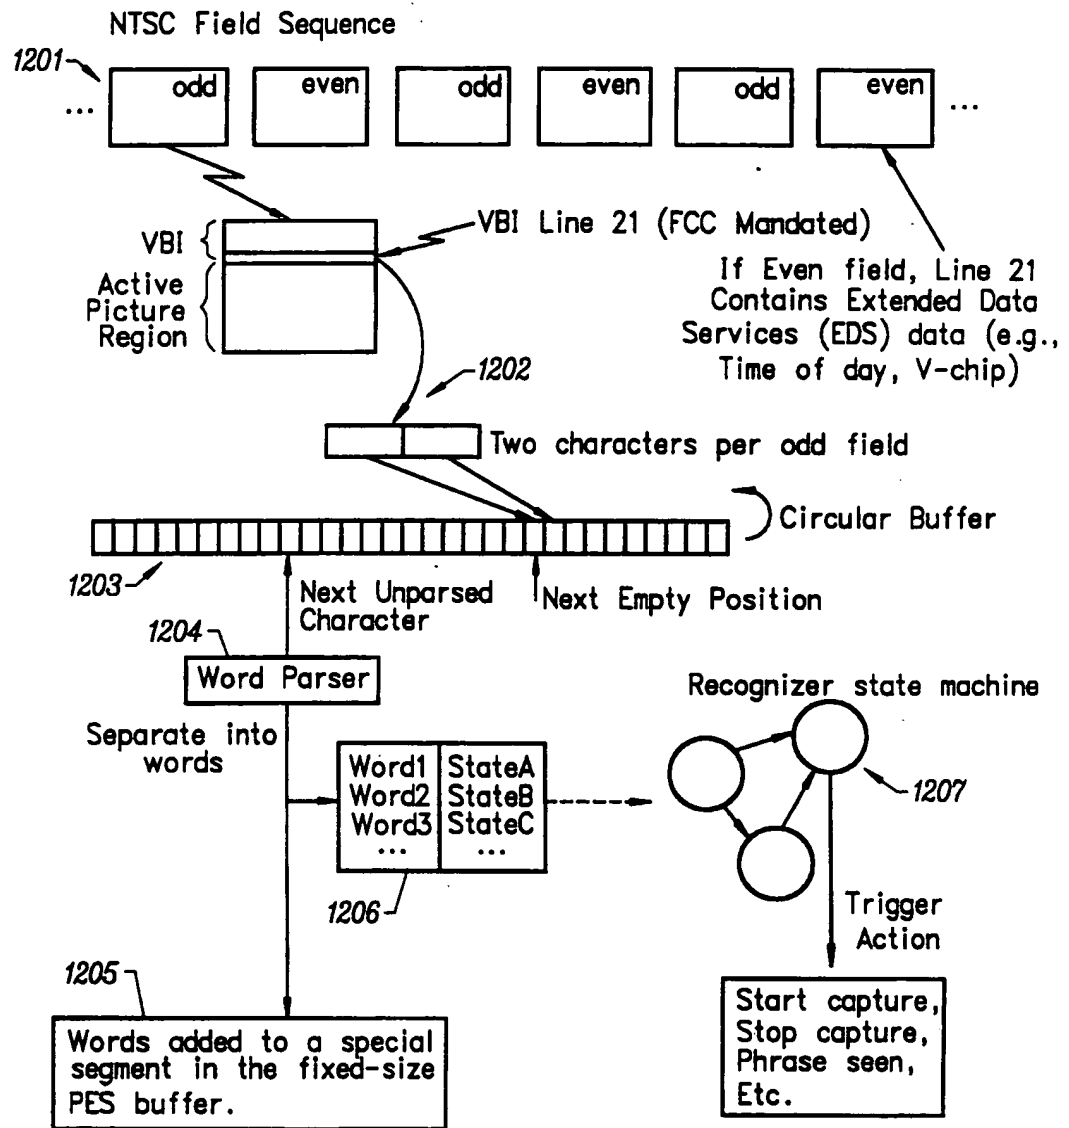 NTSC Field Sequence
1201
... odd even odd even odd even ...
VBI
VBI Line 21 (FCC Mandated)
Active
Picture
Region
If Even field, Line 21
Contains Extended Data
Services (EDS) data (e.g.,
Time of day, V-chip)
1202
Two characters per odd field
Circular Buffer
1203
Next Unparsed
Character
Next Empty Position
1204
Word Parser
Separate into
words
Recognizer state machine
Word1 StateA
Word2 StateB
Word3 StateC
... ...
1206
1207
Trigger
Action
1205
Words added to a special
segment in the fixed-size
PES buffer.
Start capture,
Stop capture,
Phrase seen,
Etc.